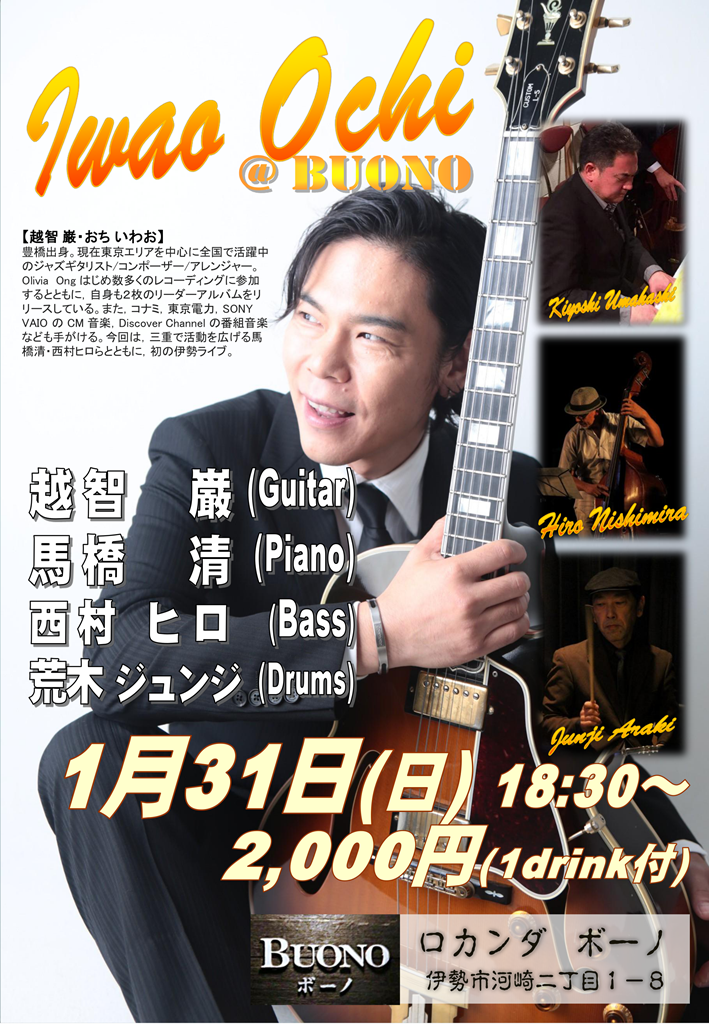 Iwao Ochi
@ BUONO
CUSTOM
L-5
【越智 巌・おち いわお】
豊橋出身。現在東京エリアを中心に全国で活躍中
のジャズギタリスト/コンポーザー/アレンジャー。
Olivia Ong はじめ数多くのレコーディングに参加
するとともに，自身も2枚のリーダーアルバムをリ
リースしている。また，コナミ，東京電力，SONY
VAIO の CM 音楽，Discover Channel の番組音楽
なども手がける。今回は，三重で活動を広げる馬
橋清・西村ヒロらとともに，初の伊勢ライブ。
Kiyoshi Umahashi
Hiro Nishimira
Junji Araki
越智 巌 (Guitar)
馬橋 清 (Piano)
西村 ヒロ (Bass)
荒木 ジュンジ (Drums)
1月31日(日) 18:30～
2,000円(1drink付)
BUONO
ボーノ
ロカンダ ボーノ
伊勢市河崎二丁目1－8